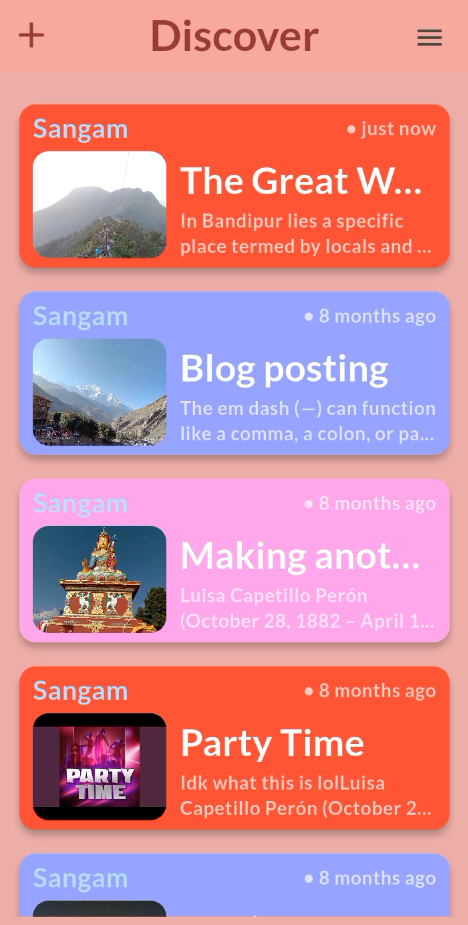 Discover
Sangam
• just now
The Great W...
In Bandipur lies a specific
place termed by locals and ...
Sangam
• 8 months ago
Blog posting
The em dash (—) can function
like a comma, a colon, or pa...
Sangam
• 8 months ago
Making anot...
Luisa Capetillo Perón
(October 28, 1882 – April 1...
Sangam
• 8 months ago
Party Time
PARTY
TIME
Idk what this is lolLuisa
Capetillo Perón (October 2...
Sangam
• 8 months ago